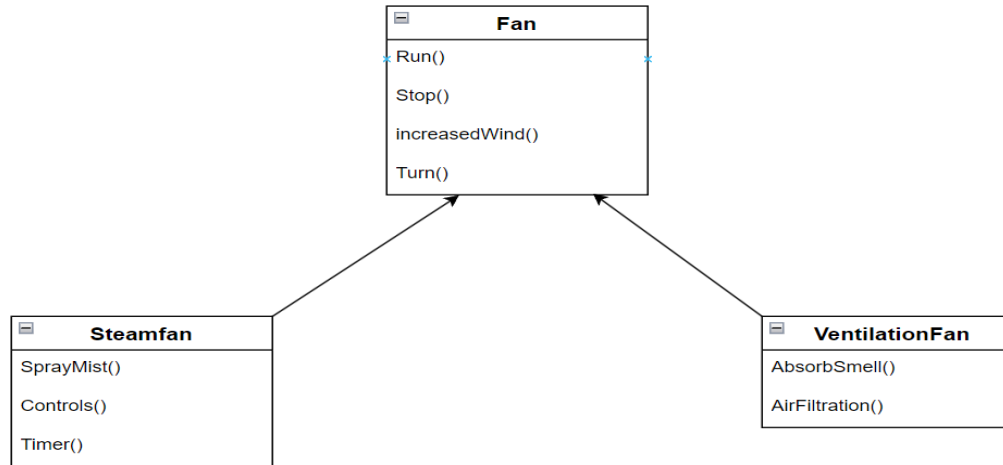 Fan
Run()
Stop()
increasedWind()
Turn()
Steamfan
SprayMist()
Controls()
Timer()
VentilationFan
AbsorbSmell()
AirFiltration()